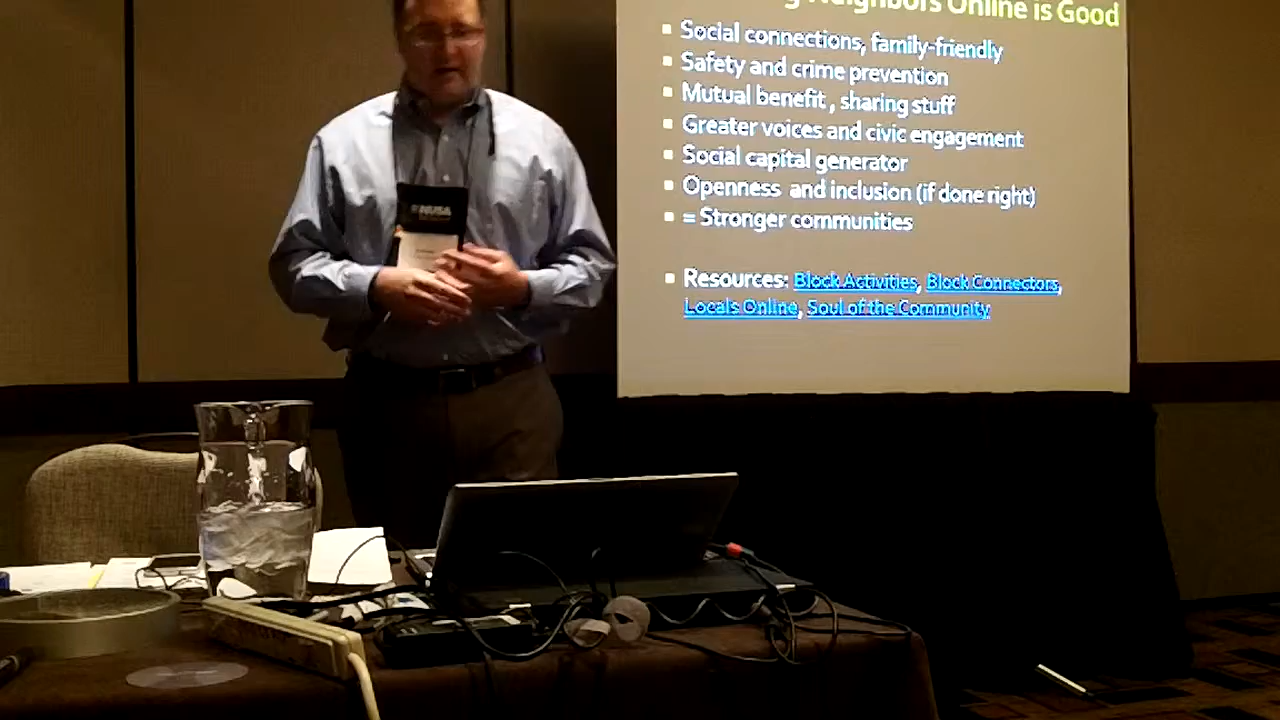 Neighbors Online is Good
Social connections, family-friendly
Safety and crime prevention
Mutual benefit , sharing stuff
Greater voices and civic engagement
Social capital generator
Openness and inclusion (if done right)
= Stronger communities
Resources: Block Activities, Block Connectors,
Locals Online, Soul of the Community
NUSA